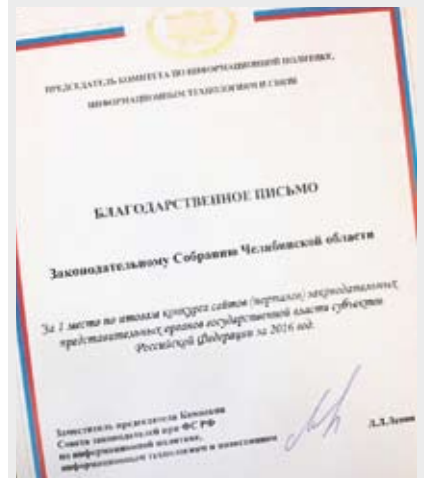 ПРЕДСЕДАТЕЛЬ КОМИТЕТА ПО ИНФОРМАЦИОННОЙ ПОЛИТИКЕ,
ИНФОРМАЦИОННЫМ ТЕХНОЛОГИЯМ И СВЯЗИ
БЛАГОДАРСТВЕННОЕ ПИСЬМО
Законодательному Собранию Челябинской области
За 1 место по итогам конкурса сайтов (порталов) законодательных,
представительных органов государственной власти субъектов
Российской Федерации за 2016 год.
Заместитель председателя Комиссии
Совета законодателей при ФС РФ
по информационной политике,
информационным технологиям и инвестициям
Л.Л.Левин